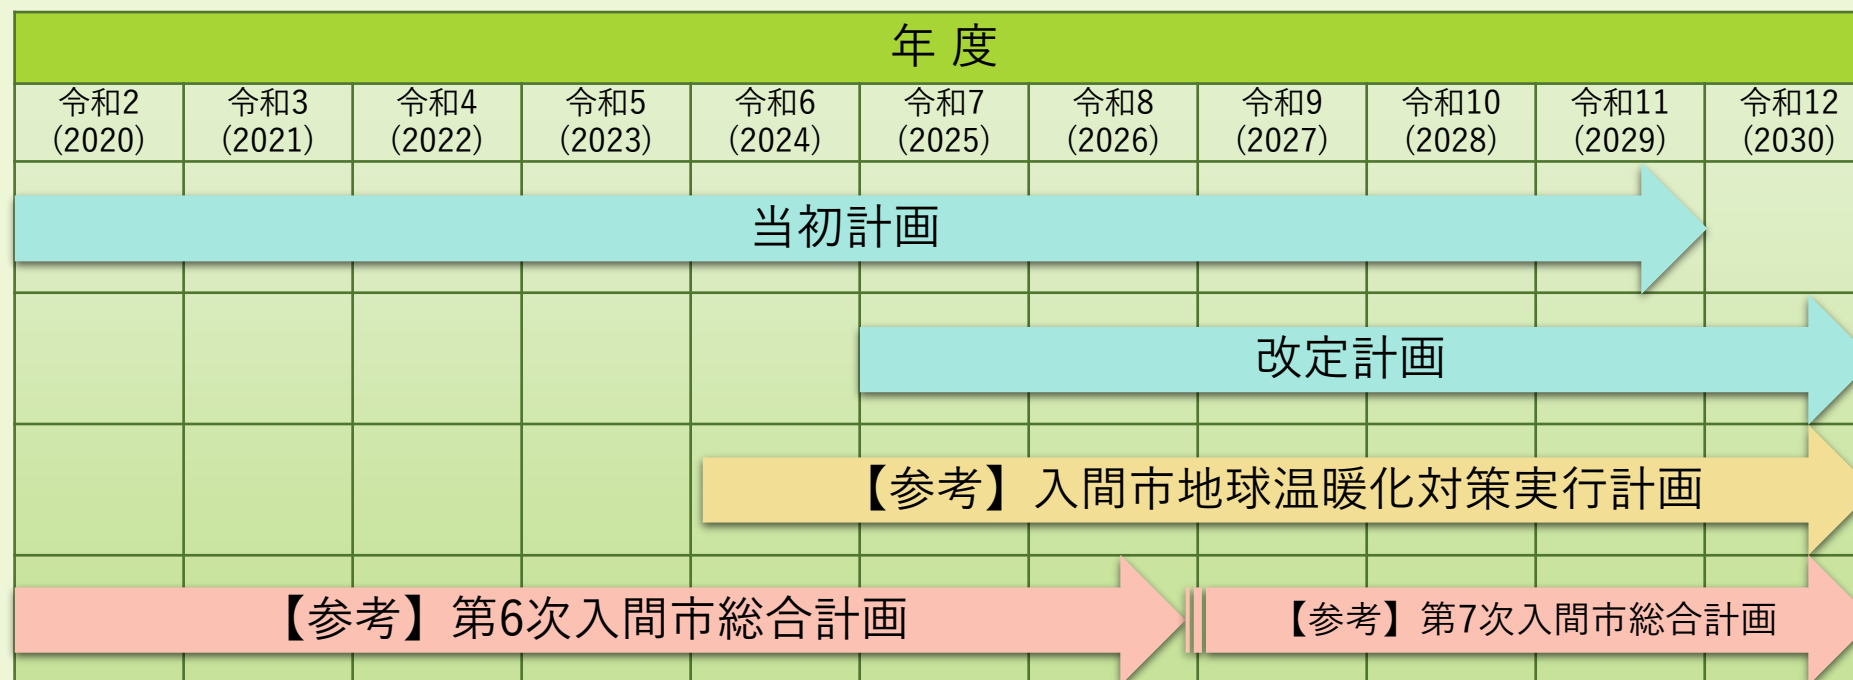 年 度
令和2 令和3 令和4 令和5 令和6 令和7 令和8 令和9 令和10 令和11 令和12
(2020) (2021) (2022) (2023) (2024) (2025) (2026) (2027) (2028) (2029) (2030)
当初計画
改定計画
【参考】入間市地球温暖化対策実行計画
【参考】第6次入間市総合計画 【参考】第7次入間市総合計画